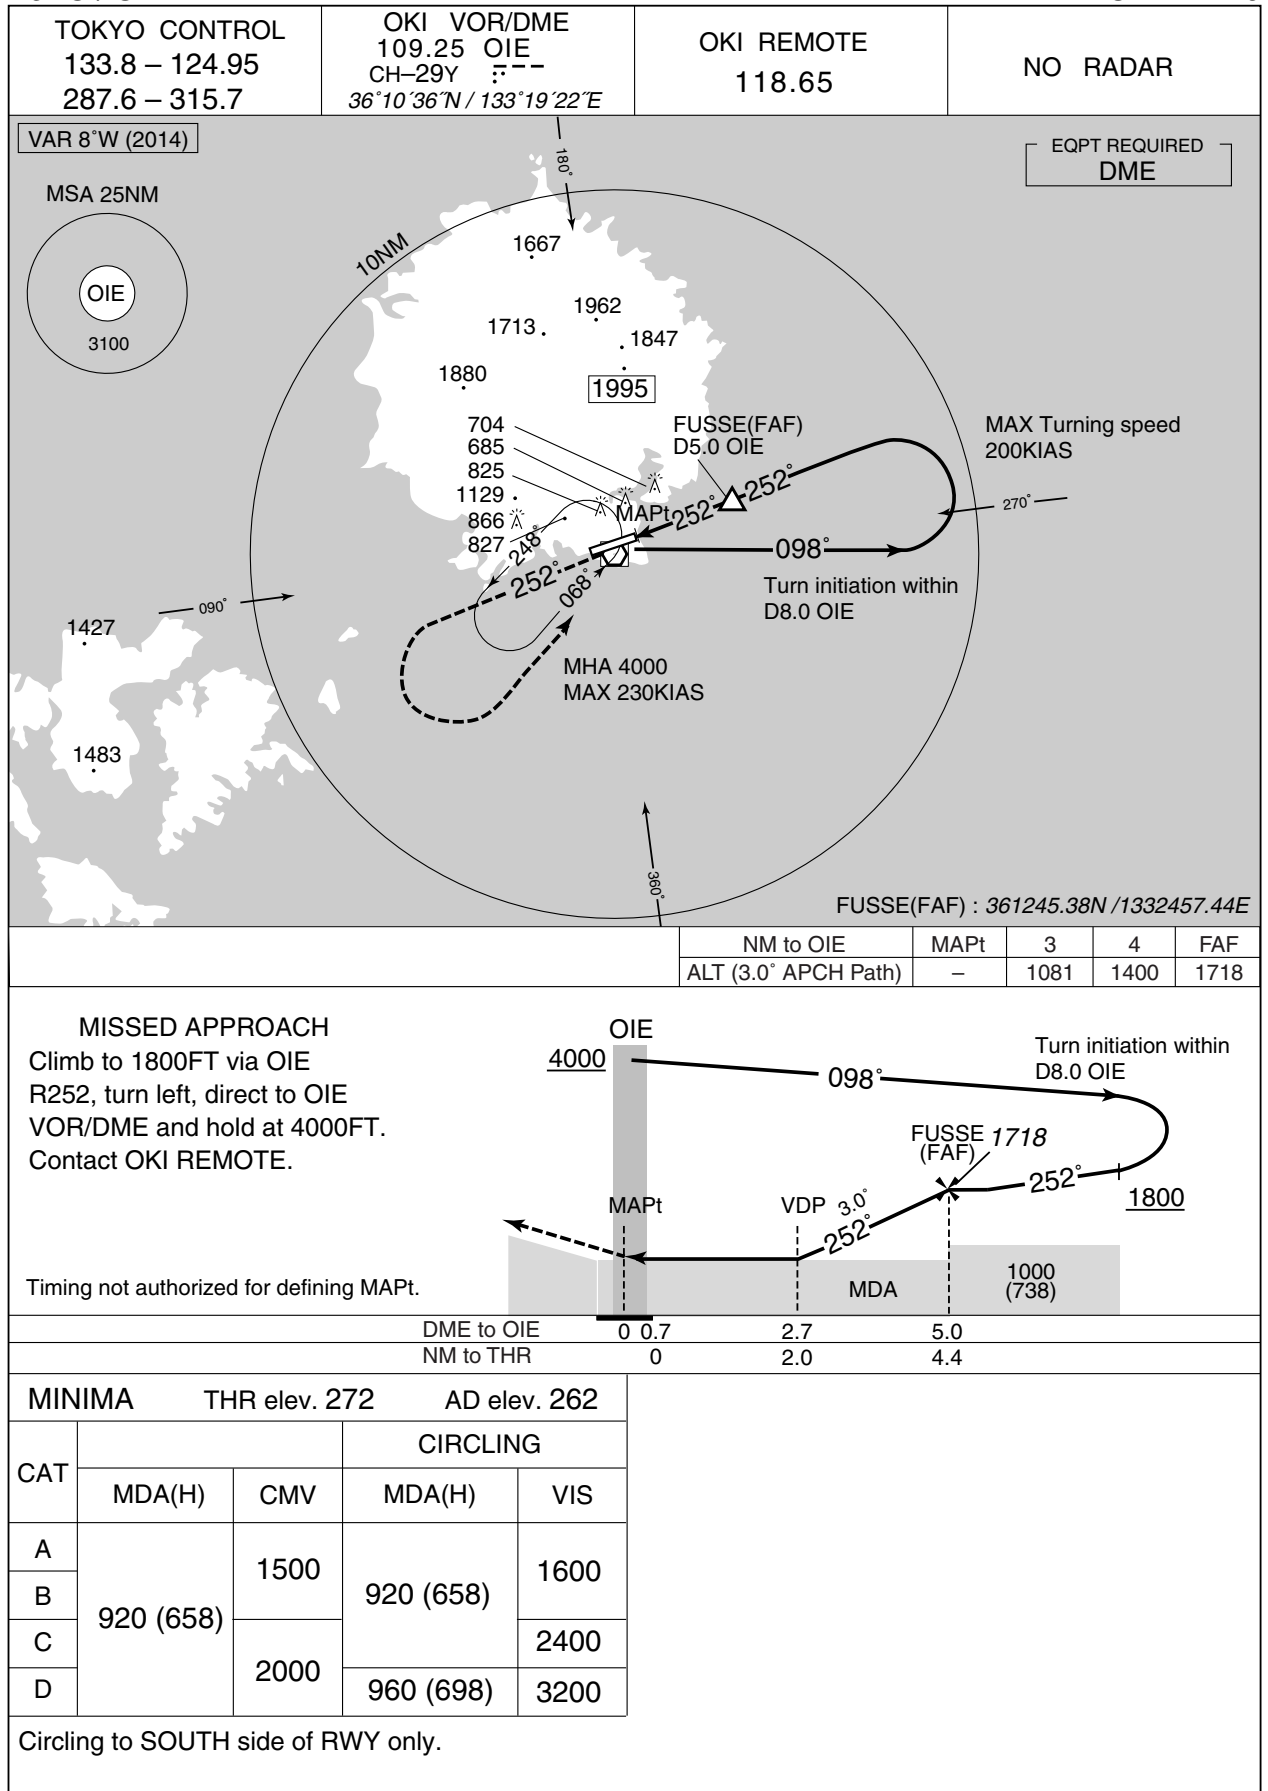 TOKYO CONTROL
133.8 – 124.95
287.6 – 315.7
OKI VOR/DME
109.25 OIE
CH–29Y
36°10´36˝N / 133°19´22˝E
OKI REMOTE
118.65
NO RADAR
VAR 8°W (2014)
EQPT REQUIRED
DME
MSA 25NM
OIE
3100
180°
10NM
1667
1962
1713
1847
1880
1995
704
685
825
1129
866
827
FUSSE(FAF)
D5.0 OIE
MAX Turning speed
200KIAS
MAPt
252°
252°
270°
248°
252°
068°
098°
Turn initiation within
D8.0 OIE
090°
1427
MHA 4000
MAX 230KIAS
1483
360°
FUSSE(FAF) : 361245.38N /1332457.44E
NM to OIE MAPt 3 4 FAF
ALT (3.0° APCH Path) – 1081 1400 1718
MISSED APPROACH
Climb to 1800FT via OIE
R252, turn left, direct to OIE
VOR/DME and hold at 4000FT.
Contact OKI REMOTE.
OIE
4000
098°
Turn initiation within
D8.0 OIE
FUSSE 1718
(FAF)
252°
1800
MAPt
VDP 3.0°
252°
MDA
1000
(738)
Timing not authorized for defining MAPt.
DME to OIE 0 0.7 2.7 5.0
NM to THR 0 2.0 4.4
MINIMA THR elev. 272 AD elev. 262
CAT CIRCLING
MDA(H) CMV MDA(H) VIS
A
B
C
D
920 (658)
1500
2000
920 (658)
960 (698)
1600
2400
3200
Circling to SOUTH side of RWY only.